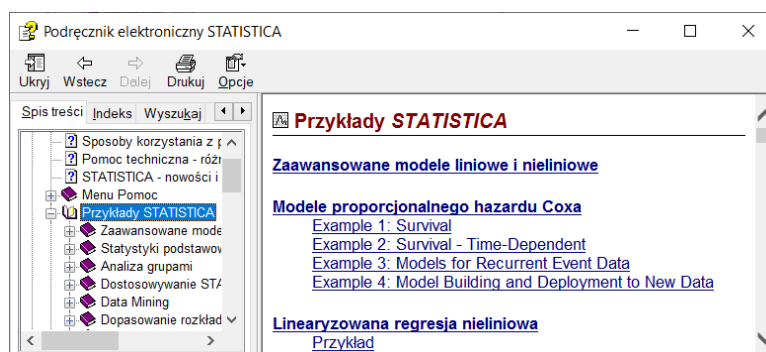 Podręcznik elektroniczny STATISTICA
Ukryj Wstecz Dalej Drukuj Opcje
Spis treści Indeks Wyszukaj
Sposoby korzystania z
Pomoc techniczna - różr
STATISTICA - nowości i
Menu Pomoc
Przykłady STATISTICA
Zaawansowane mode
Statystyki podstawov
Analiza grupami
Dostosowywanie STA
Data Mining
Dopasowanie rozkład
Przykłady STATISTICA
Zaawansowane modele liniowe i nieliniowe
Modele proporcjonalnego hazardu Coxa
Example 1: Survival
Example 2: Survival - Time-Dependent
Example 3: Models for Recurrent Event Data
Example 4: Model Building and Deployment to New Data
Linearyzowana regresja nieliniowa
Przykład